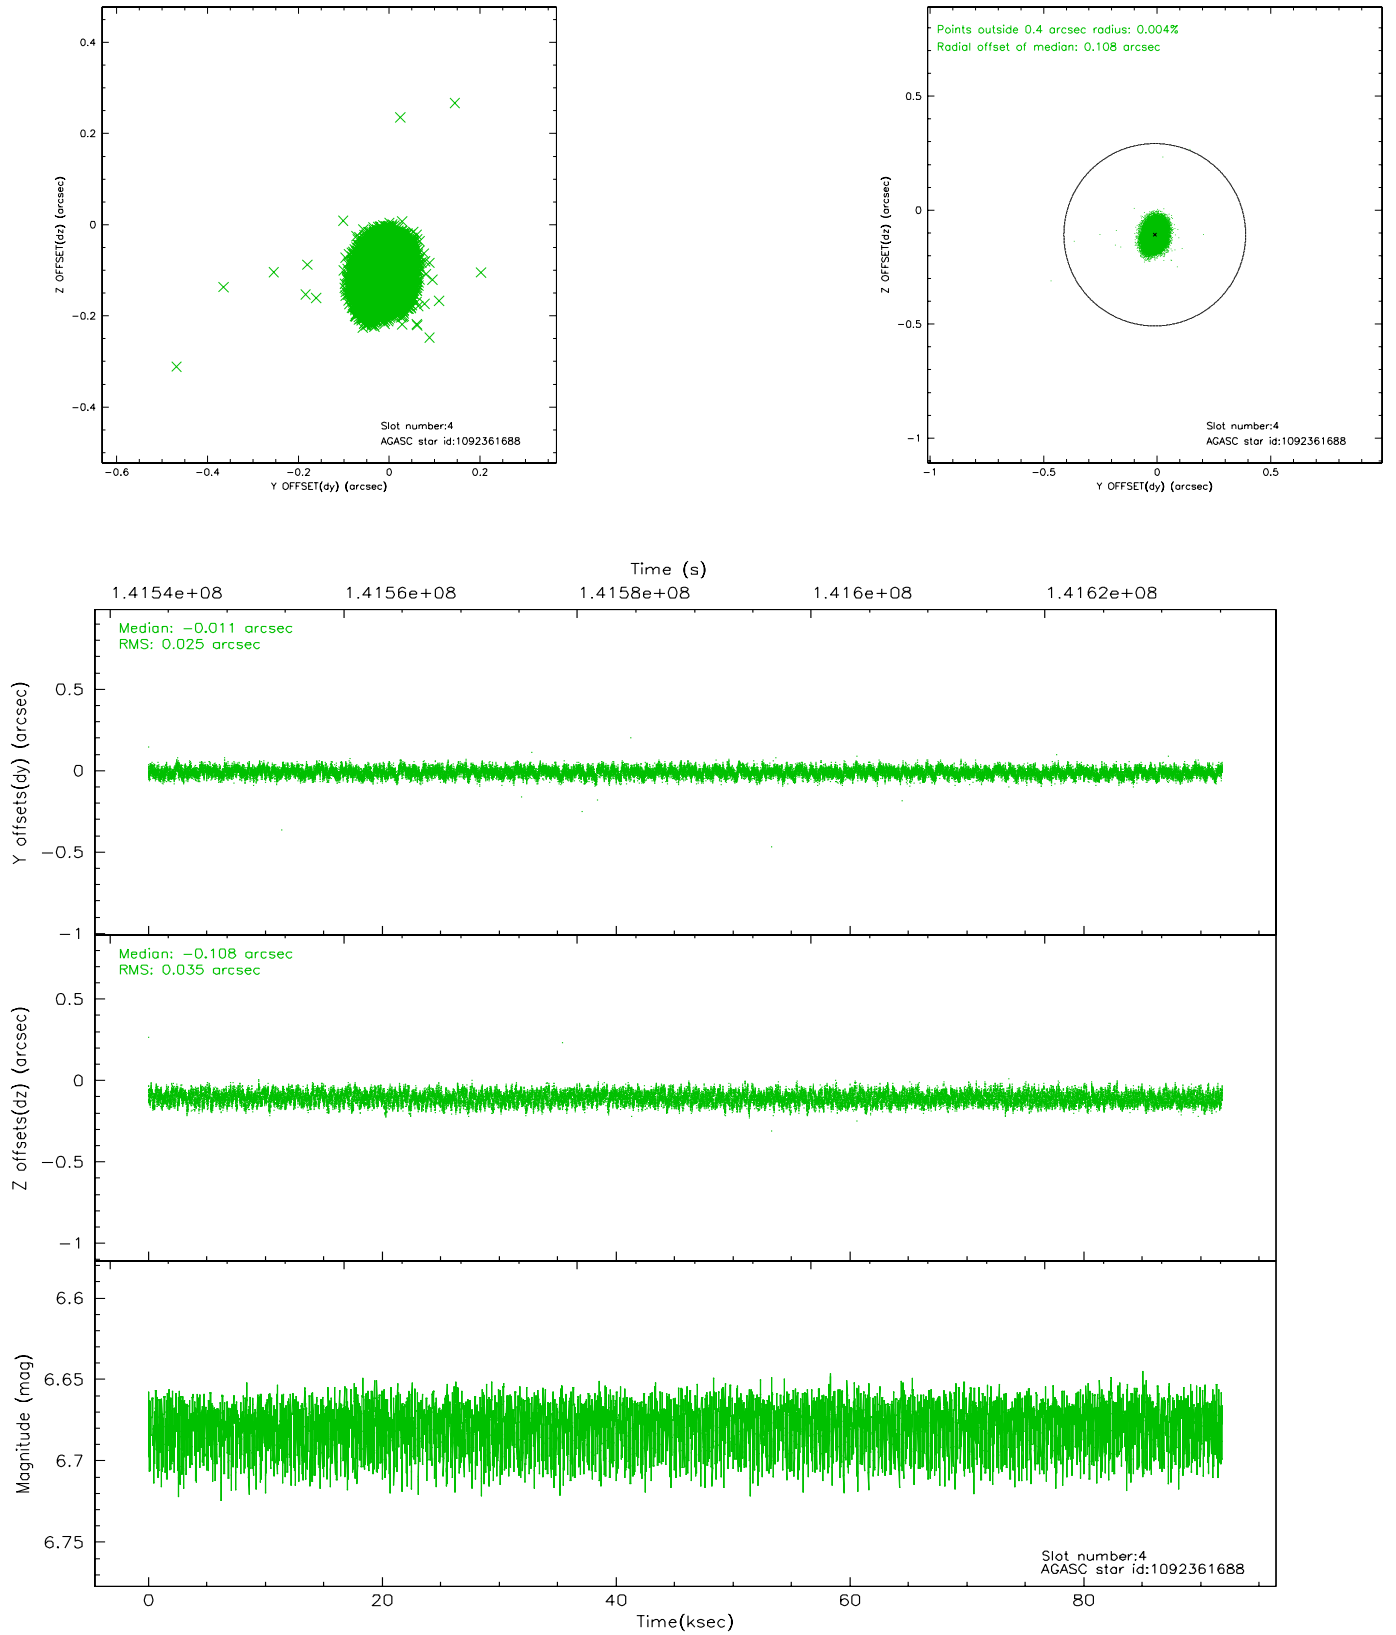 0.4
0.2
0
−0.2
−0.4
Z OFFSET(dz) (arcsec)
Slot number:4
AGASC star id:1092361688
−0.6
−0.4
−0.2
0
0.2
Y OFFSET(dy) (arcsec)
Points outside 0.4 arcsec radius: 0.004%
Radial offset of median: 0.108 arcsec
0.5
0
−0.5
−1
Z OFFSET(dz) (arcsec)
Slot number:4
AGASC star id:1092361688
−1
−0.5
0
0.5
Y OFFSET(dy) (arcsec)
Time (s)
1.4154e+08
1.4156e+08
1.4158e+08
1.416e+08
1.4162e+08
Median: −0.011 arcsec
RMS: 0.025 arcsec
0.5
0
−0.5
−1
Y offsets(dy) (arcsec)
Median: −0.108 arcsec
RMS: 0.035 arcsec
0.5
0
−0.5
−1
Z offsets(dz) (arcsec)
6.6
6.65
6.7
6.75
Magnitude (mag)
Slot number:4
AGASC star id:1092361688
0
20
40
60
80
Time(ksec)